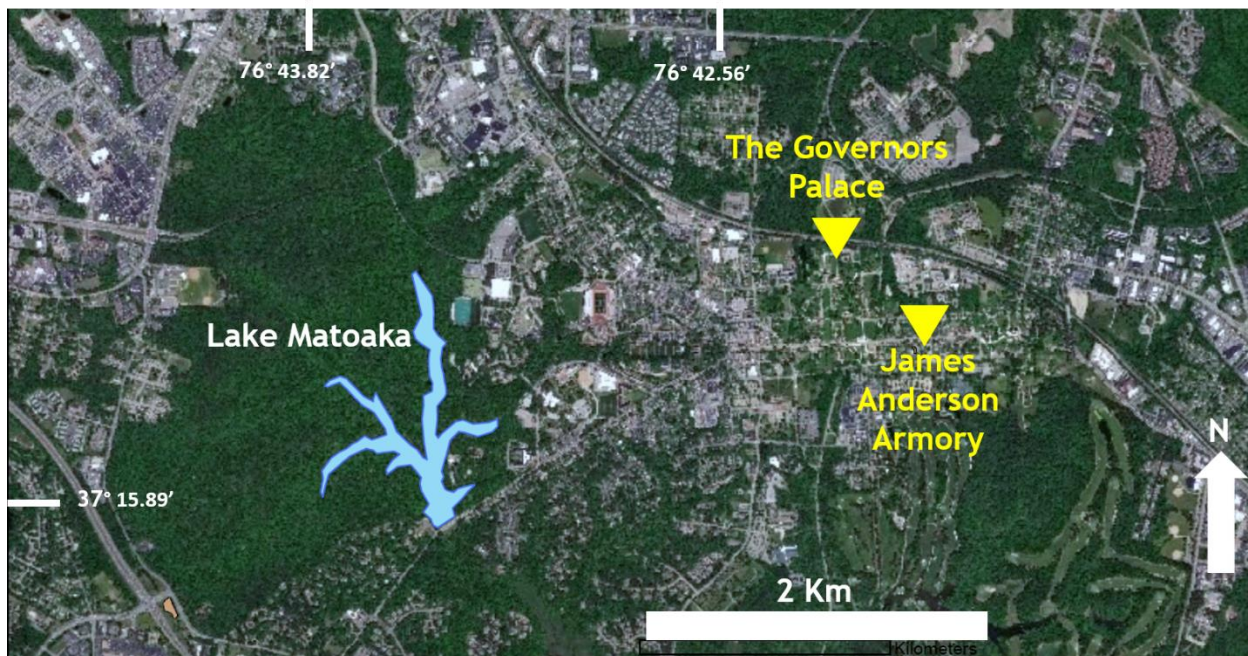 76° 43.82’
76° 42.56’
The Governors
Palace
Lake Matoaka
James
Anderson
Armory
N
37° 15.89’
2 Km
Kilometers